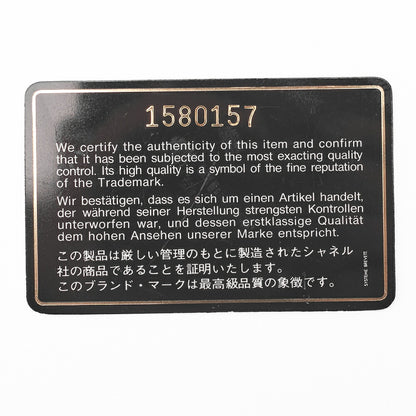 1580157
We certify the authenticity of this item and confirm
that it has been subjected to the most exacting quality
control. Its high quality is a symbol of the fine reputation
of the Trademark.
Wir bestätigen, dass es sich um einen Artikel handelt,
der während seiner Herstellung strengsten Kontrollen
unterworfen war, und dessen erstklassige Qualität
dem hohen Ansehen unserer Marke entspricht.
この製品は厳しい管理のもとに製造されたシャネル
社の商品であることを証明いたします。
このブランド・マークは最高級品質の象徴です。
SYSTEME BREVETÉ